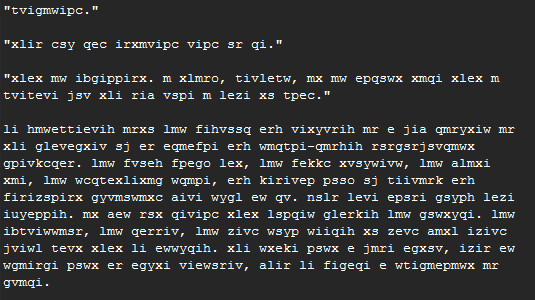 "tvigmwipc."
"xlir csy qec irxmvipc vipc sr qi."
"xlex mw ibgippirx. m xlmro, tivletw, mx mw epqswx xmqi xlex m
tvitevi jsv xli ria vspi m lezi xs tpec."
li hmwettievih mrxs lmw fihvssq erh vixyvrih mr e jia qmryxiw mr
xli glevegxiv sj er eqmefpi erh wmqtpi-qmrhih rsrgsrjsvqmwx
gpivkcqer. lmw fvseh fpego lex, lmw fekkc xvsywivw, lmw almxi
xmi, lmw wcqtexlixmg wqmpi, erh kirivep psso sj tiivmrk erh
firizspirx gyvmswmxc aivi wygl ew qv. nslr levi epsri gsyph lezi
iuyeppih. mx aew rsx qivipc xlex lspqiw glerkih lmw gswxyqi. lmw
ibtviwwmsr, lmw qerriv, lmw zivc wsyp wiiqih xs zevc amxl izivc
jviwl tevx xlex li ewwyqih. xli wxeki pswx e jmri egxsv, izir ew
wgmirgi pswx er egyxi viewsriv, alir li figeqi e wtigmepmwx mr
gvmqi.